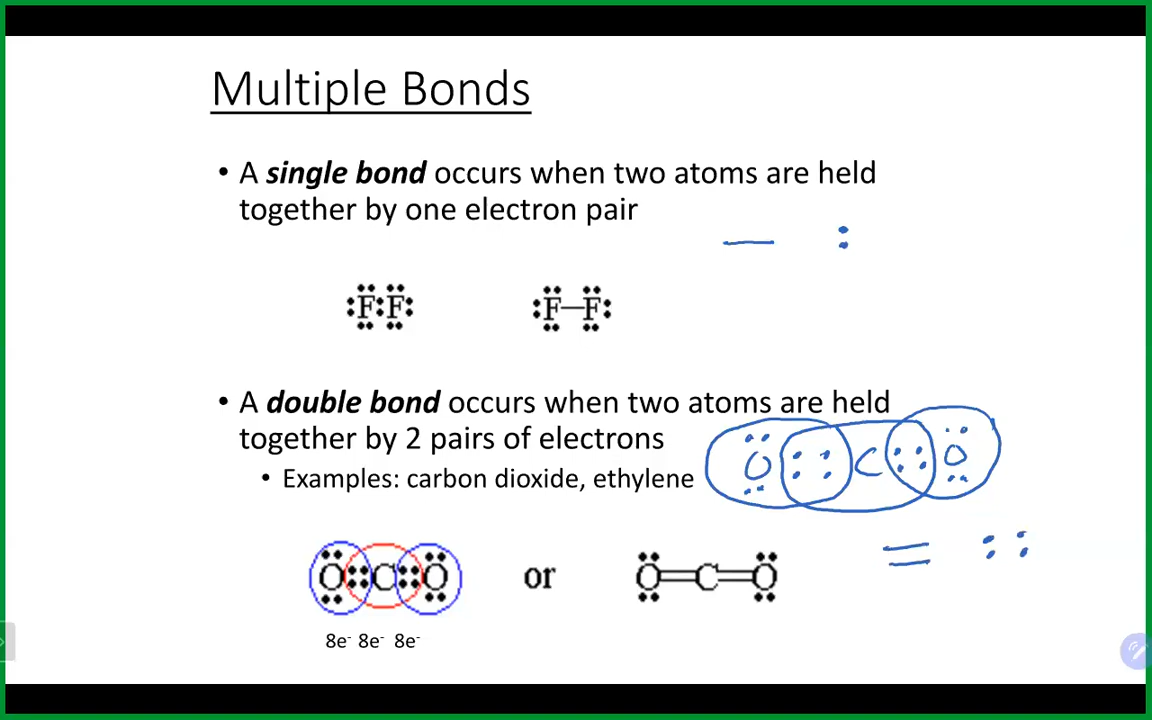 Multiple Bonds
• A single bond occurs when two atoms are held
together by one electron pair
— :
:F:F: :F—F:
• A double bond occurs when two atoms are held
together by 2 pairs of electrons
• Examples: carbon dioxide, ethylene
O :: C :: O
= ::
O::C::O or O=C=O
8e⁻ 8e⁻ 8e⁻